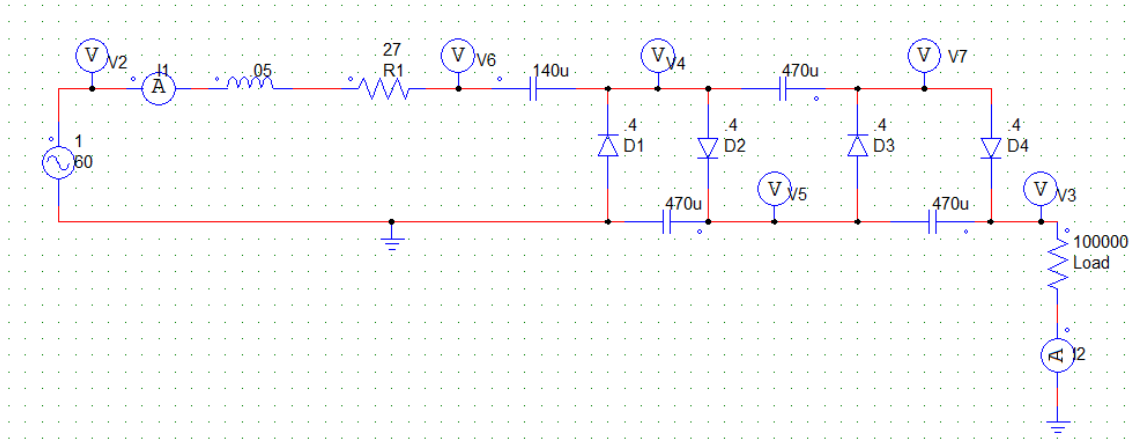 V V2
I1
A
.05
27
R1
V V6
140u
V V4
470u
V V7
1
60
.4
D1
.4
D2
.4
D3
.4
D4
470u
V V5
470u
V V3
100000
Load
A I2